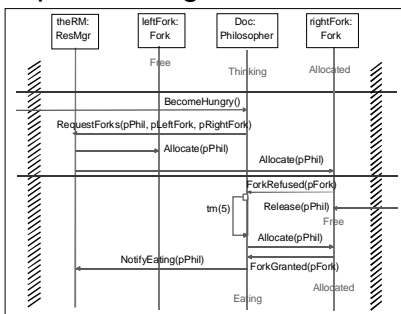 theRM:
ResMgr
leftFork:
Fork
Doc:
Philosopher
rightFork:
Fork
Free
Thinking
Allocated
BecomeHungry()
RequestForks(pPhil, pLeftFork, pRightFork)
Allocate(pPhil)
Allocate(pPhil)
ForkRefused(pFork)
tm(5)
Release(pPhil)
Free
Allocate(pPhil)
NotifyEating(pPhil)
ForkGranted(pFork)
Eating
Allocated